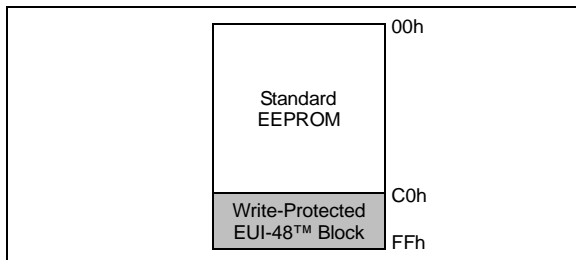 00h
Standard
EEPROM
C0h
Write-Protected
EUI-48™ Block
FFh